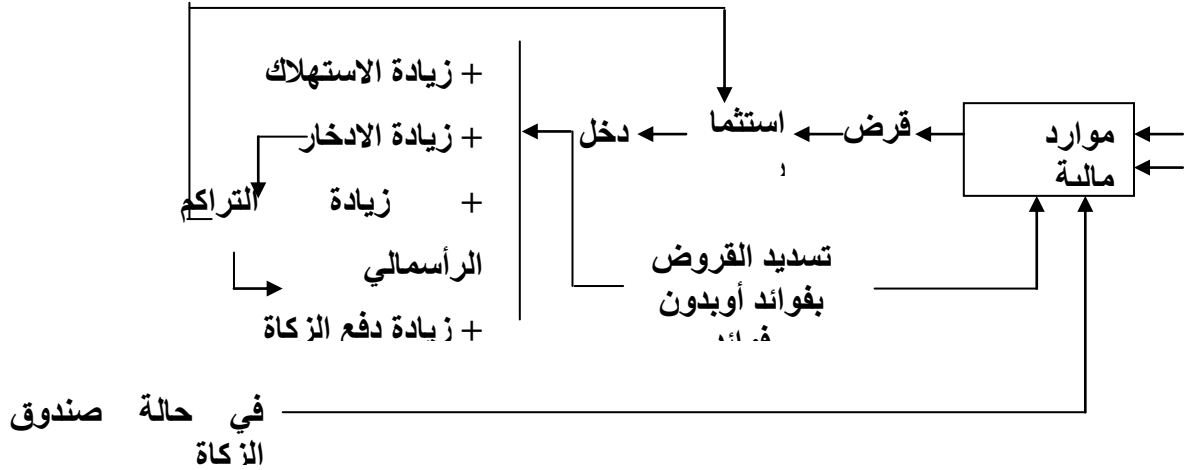 + زيادة الاستهلاك
+ زيادة الادخار
+ زيادة التراكم
الرأسمالي
+ زيادة دفع الزكاة
موارد
مالية
قرض
استثما
ر
دخل
تسديد القروض
بفوائد أوبدون
فوائد
في حالة صندوق
الزكاة